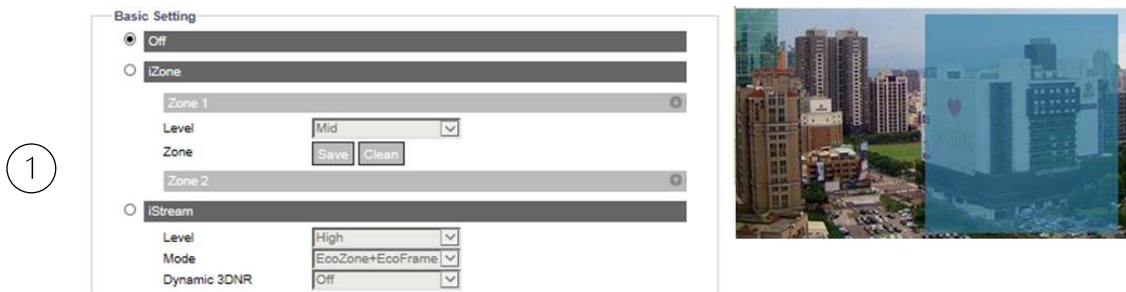 Basic Setting
Off
iZone
Zone 1
Level Mid
Zone Save Clean
Zone 2
iStream
Level High
Mode EcoZone+EcoFrame
Dynamic 3DNR Off
1